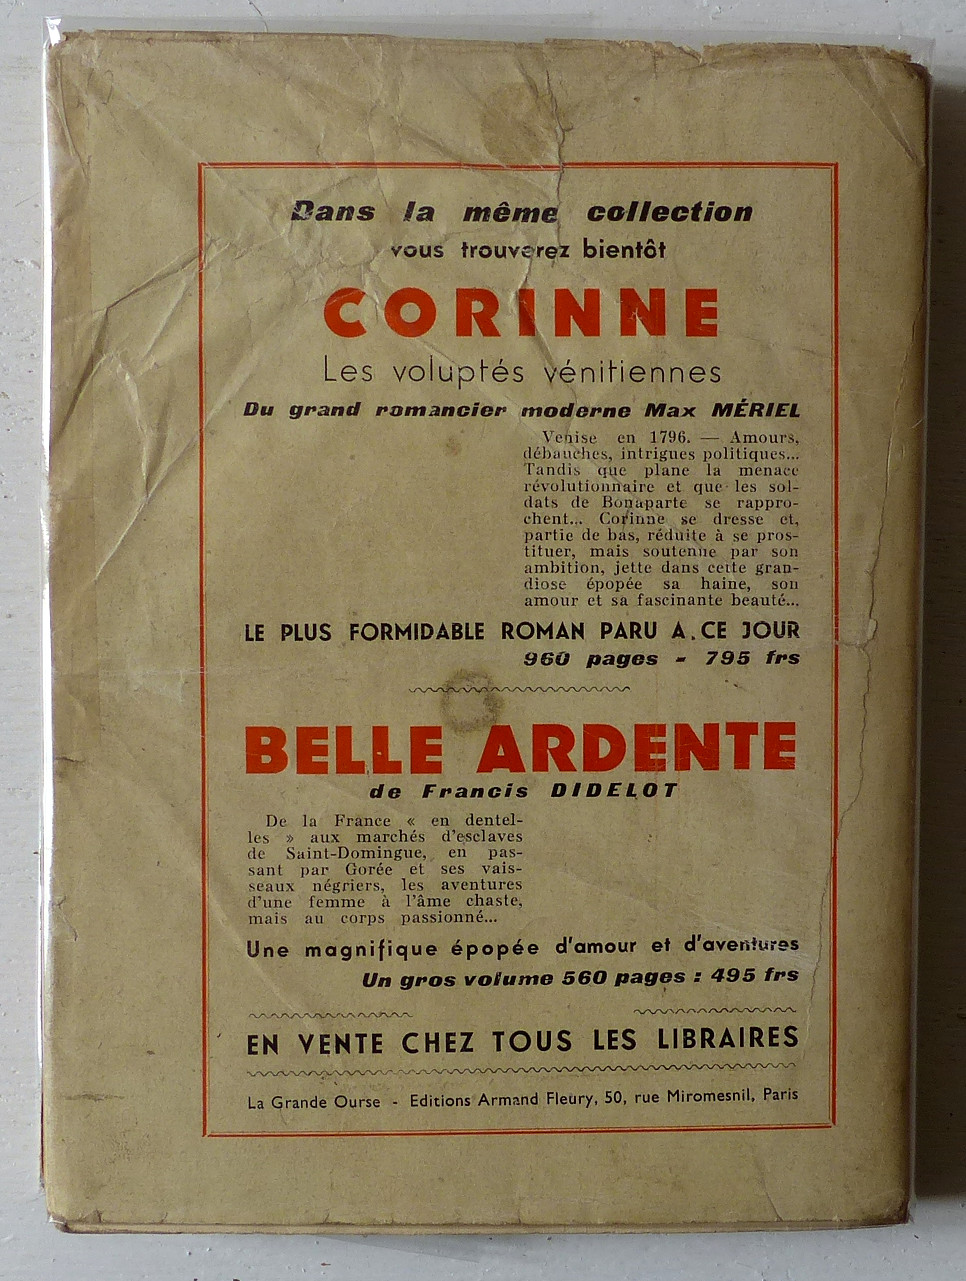 Dans la même collection
vous trouverez bientôt
CORINNE
Les voluptés vénitiennes
Du grand romancier moderne Max MÉRIEL
Venise en 1796. — Amours,
débauches, intrigues politiques...
Tandis que plane la menace
révolutionnaire et que les sol-
dats de Bonaparte se rappro-
chent... Corinne se dresse et,
partie de bas, réduite à se pros-
tituer, mais soutenue par son
ambition, jette dans cette gran-
diose épopée sa haine, son
amour et sa fascinante beauté...
LE PLUS FORMIDABLE ROMAN PARU A CE JOUR
960 pages - 795 frs
BELLE ARDENTE
de Francis DIDELOT
De la France « en dentel-
les » aux marchés d'esclaves
de Saint-Domingue, en pas-
sant par Gorée et ses vais-
seaux négriers, les aventures
d'une femme à l'âme chaste,
mais au corps passionné...
Une magnifique épopée d'amour et d'aventures
Un gros volume 560 pages : 495 frs
EN VENTE CHEZ TOUS LES LIBRAIRES
La Grande Ourse - Editions Armand Fleury, 50, rue Miromesnil, Paris